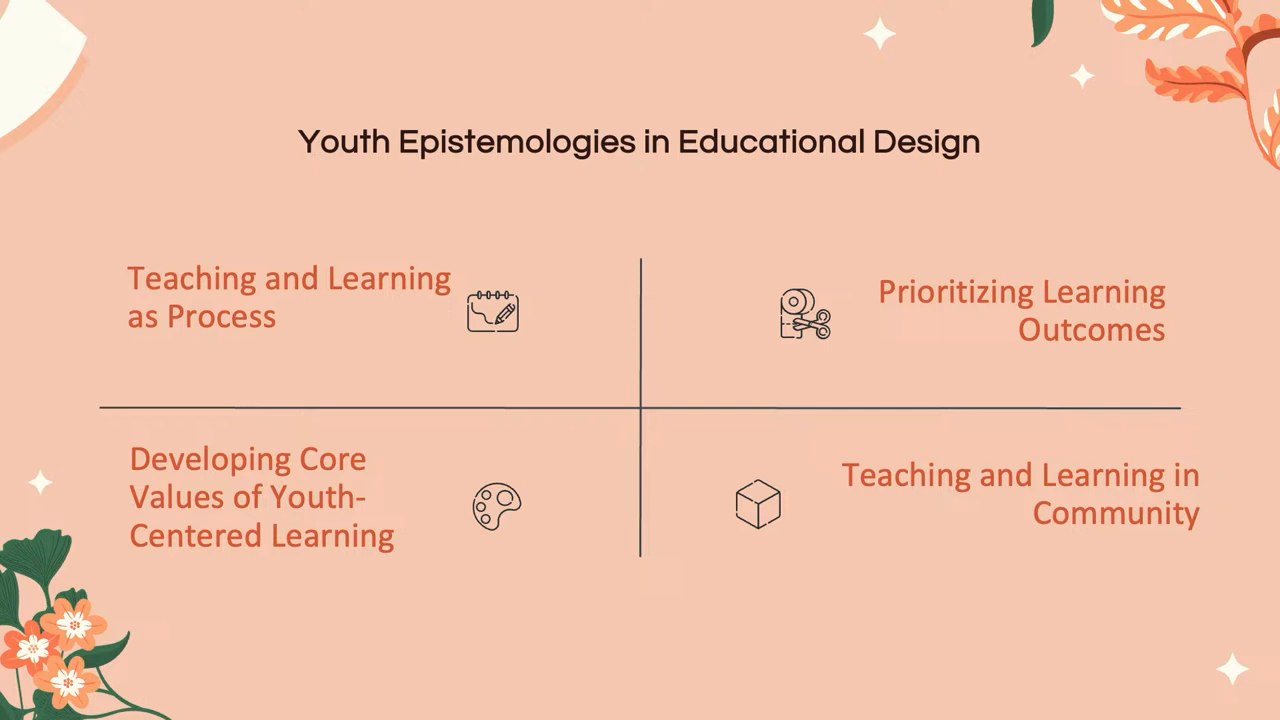 Youth Epistemologies in Educational Design
Teaching and Learning
as Process
Prioritizing Learning
Outcomes
Developing Core
Values of Youth-
Centered Learning
Teaching and Learning in
Community